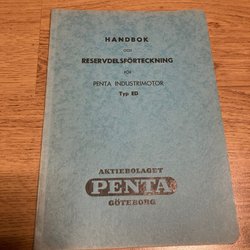 HANDBOK
OCH
RESERVDELSFÖRTECKNING
FÖR
PENTA INDUSTRIMOTOR
Typ ED
AKTIEBOLAGET
PENTA
GÖTEBORG